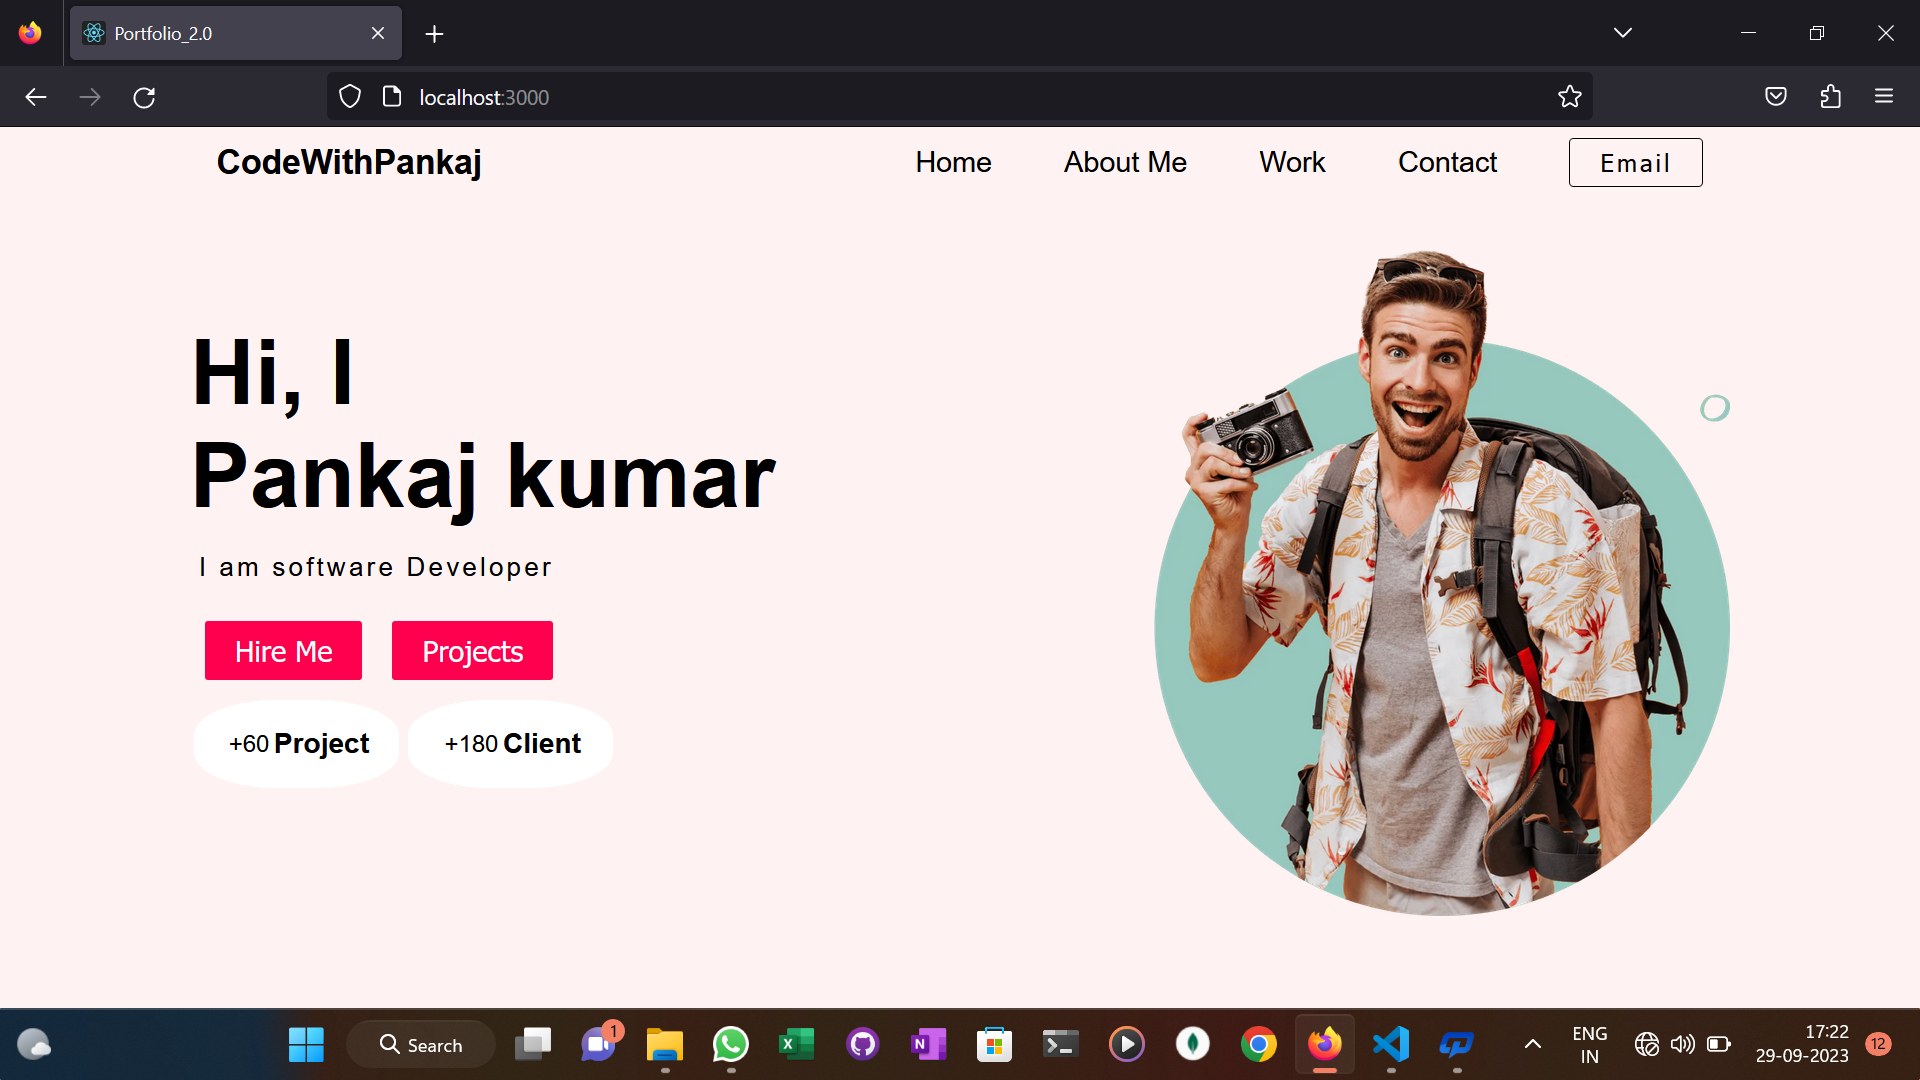 Portfolio_2.0
localhost:3000
CodeWithPankaj
Home
About Me
Work
Contact
Email
Hi, I
Pankaj kumar
I am software Developer
Hire Me
Projects
+60 Project
+180 Client
Search
1
X
N
ENG
IN
17:22
29-09-2023
12